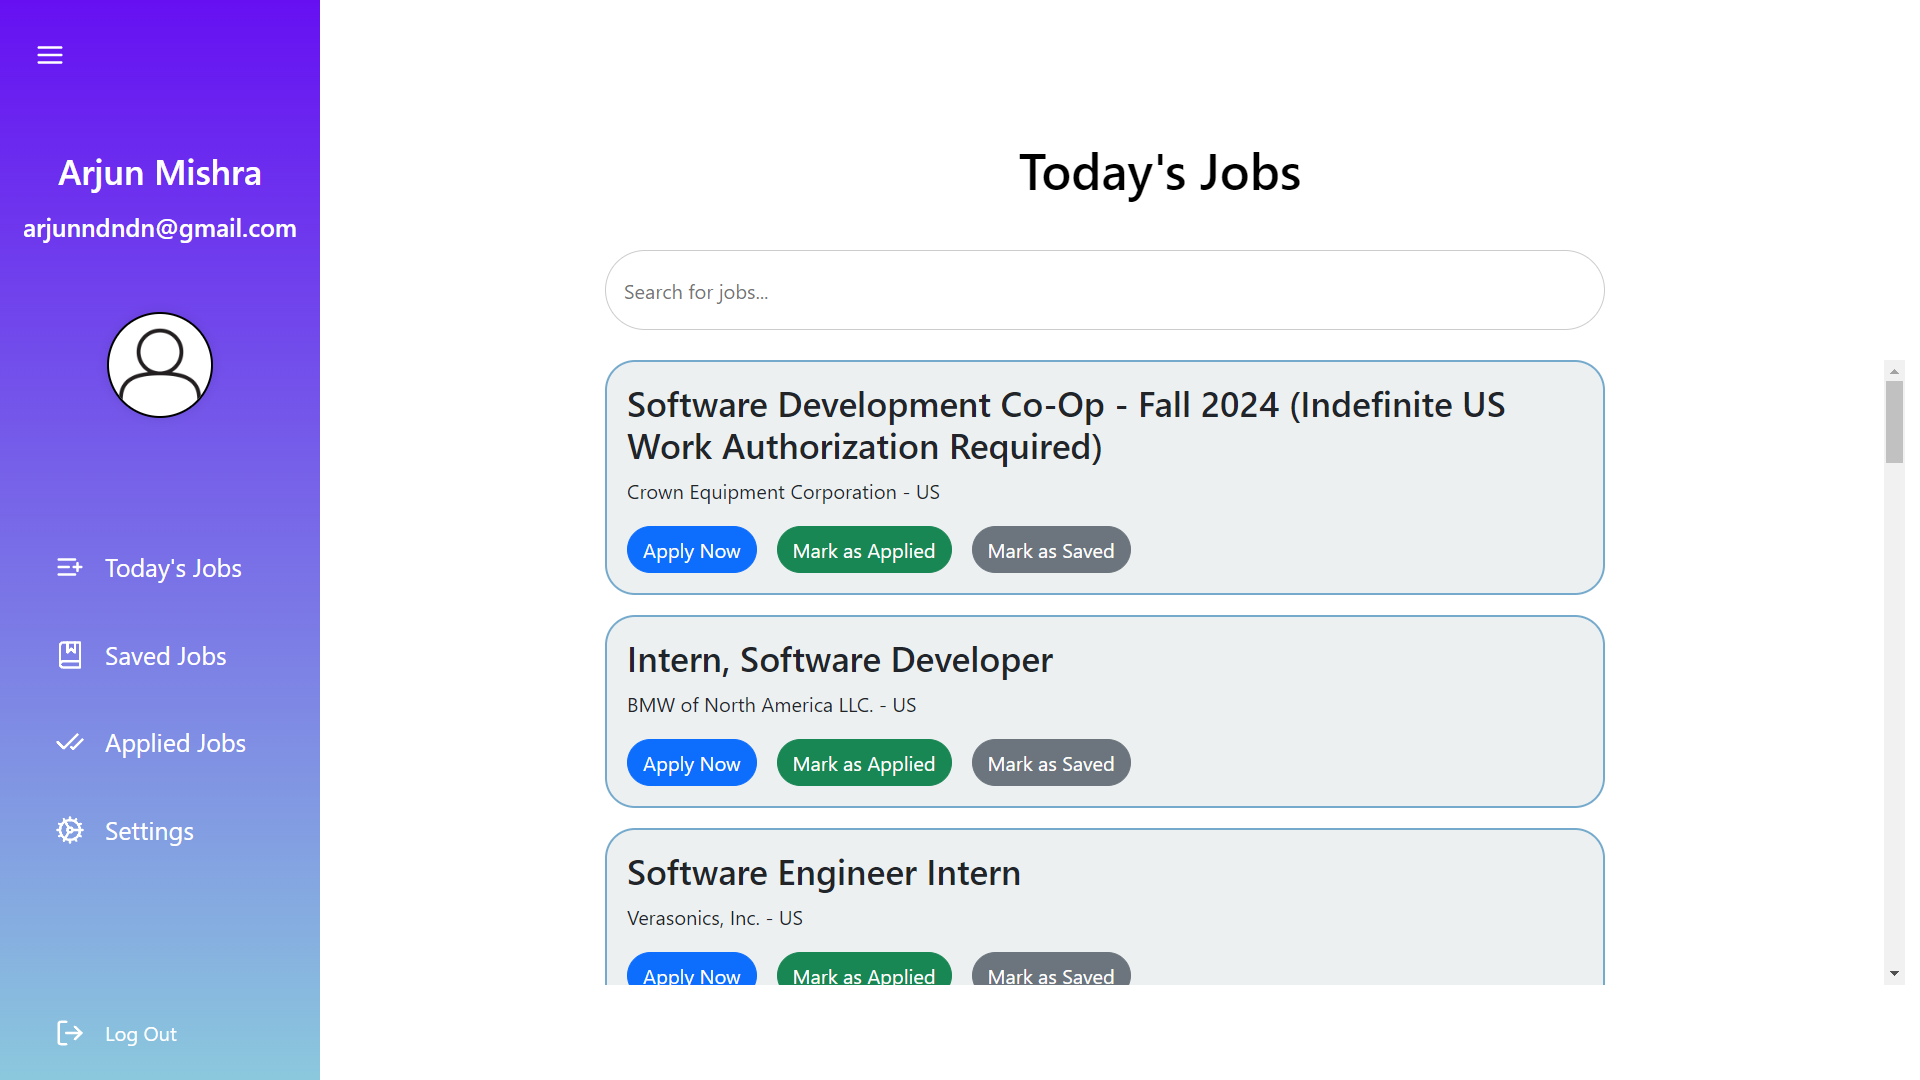 Arjun Mishra
arjunndndn@gmail.com
Today's Jobs
Saved Jobs
Applied Jobs
Settings
Log Out
Today's Jobs
Search for jobs...
Software Development Co-Op - Fall 2024 (Indefinite US
Work Authorization Required)
Crown Equipment Corporation - US
Apply Now Mark as Applied Mark as Saved
Intern, Software Developer
BMW of North America LLC. - US
Apply Now Mark as Applied Mark as Saved
Software Engineer Intern
Verasonics, Inc. - US
Apply Now Mark as Applied Mark as Saved